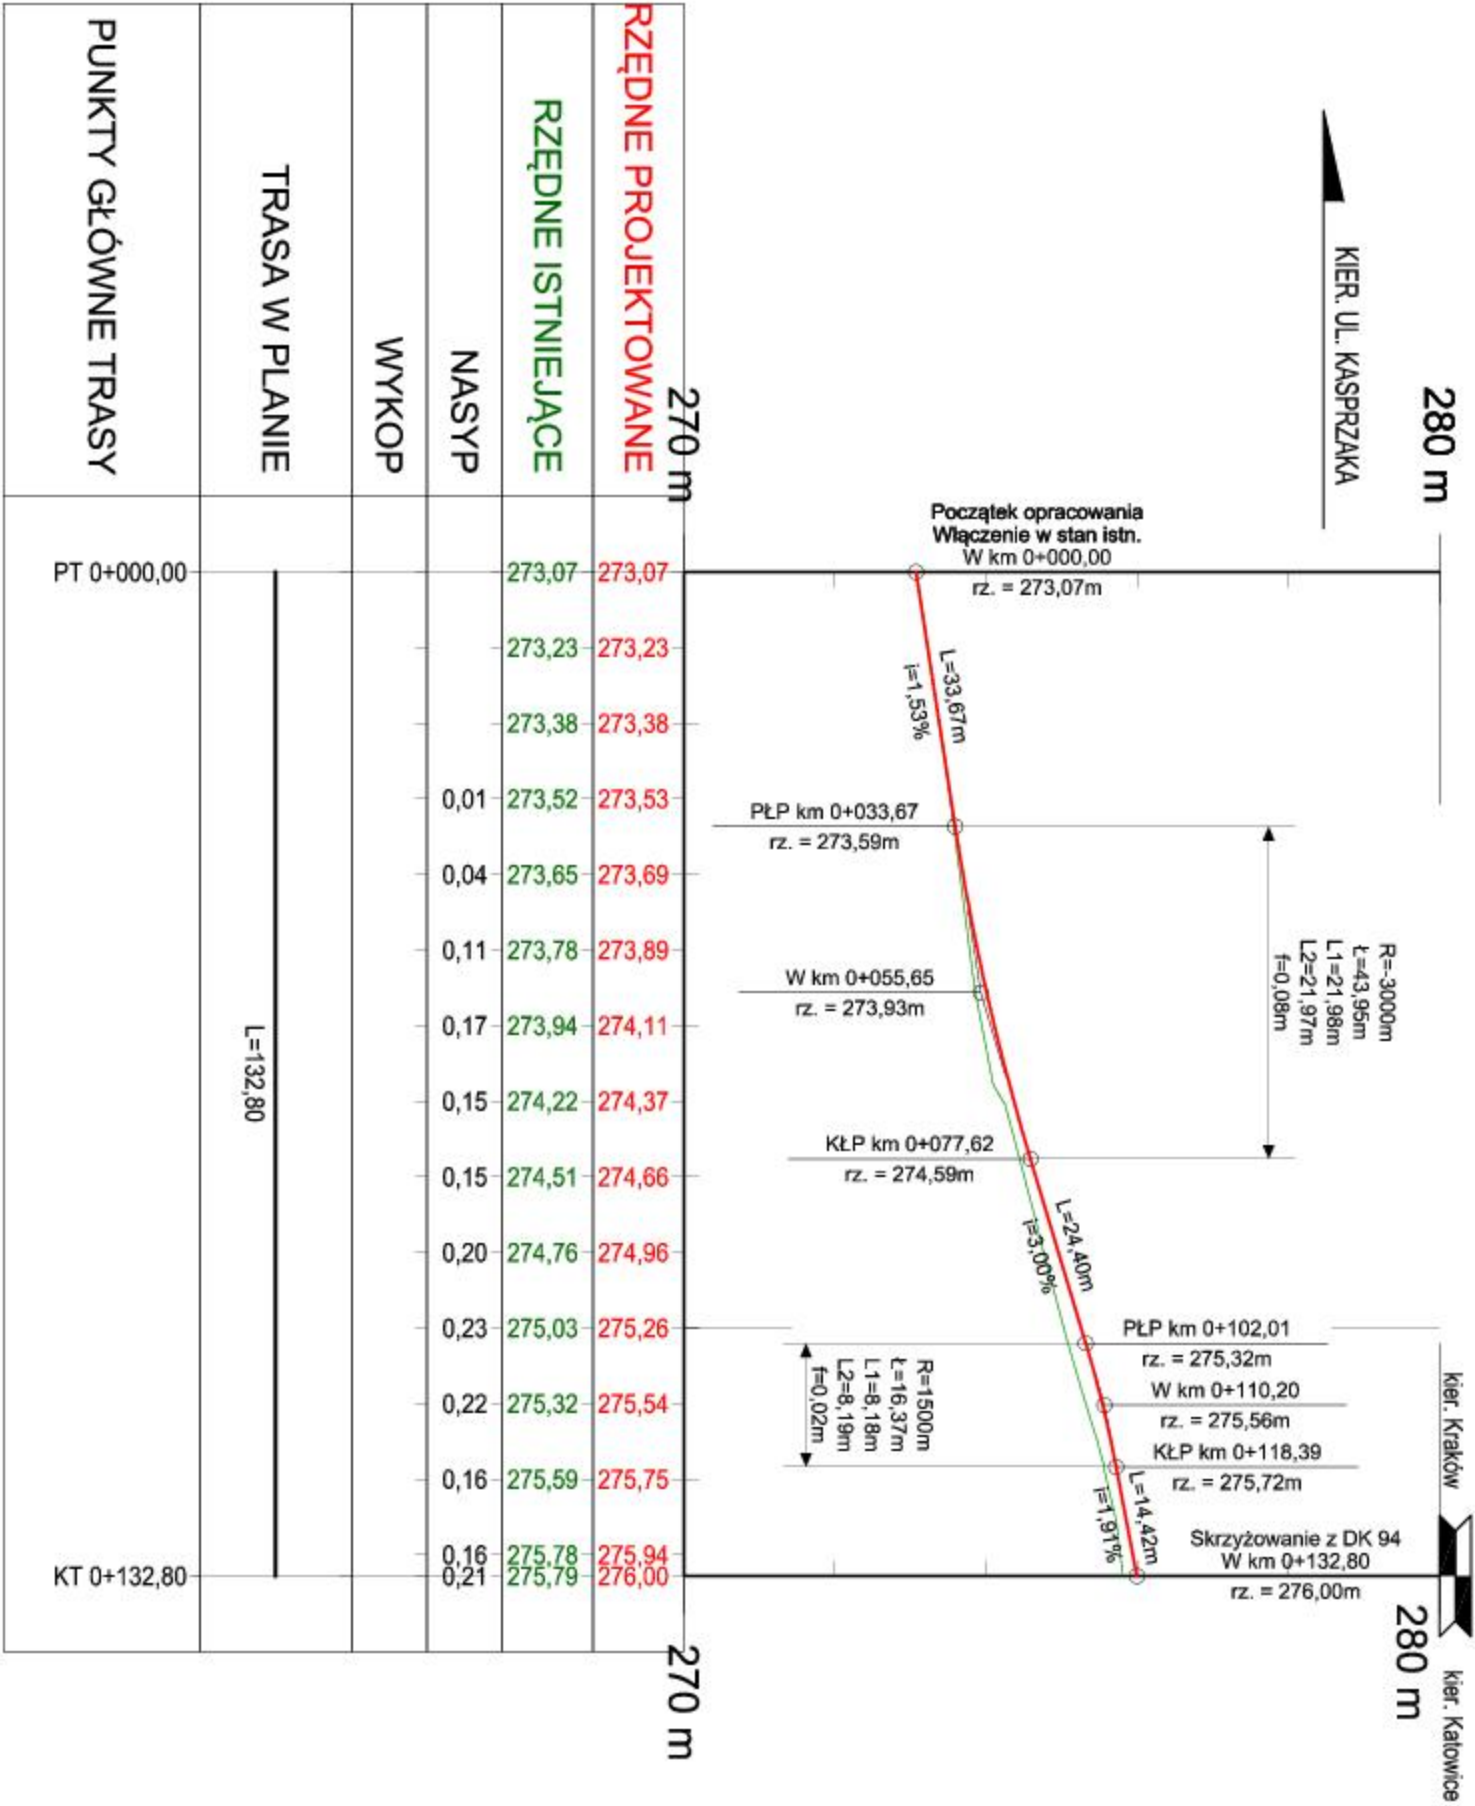 280 m
KIER. UL. KASPRZAKA
270 m
RZĘDNE PROJEKTOWANE
RZĘDNE ISTNIEJĄCE
NASYP
WYKOP
TRASA W PLANIE
PUNKTY GŁÓWNE TRASY
Początek opracowania
Włączenie w stan istn.
W km 0+000,00
rz. = 273,07m
PT 0+000,00
273,07 273,07
273,23 273,23
273,38 273,38
0,01 273,52 273,53
0,04 273,65 273,69
0,11 273,78 273,89
0,17 273,94 274,11
0,15 274,22 274,37
0,15 274,51 274,66
0,20 274,76 274,96
0,23 275,03 275,26
0,22 275,32 275,54
0,16 275,59 275,75
0,16 275,78 275,94
KT 0+132,80
0,21 275,79 276,00
L=132,80
L=33,67m
i=1,53%
PŁP km 0+033,67
rz. = 273,59m
W km 0+055,65
rz. = 273,93m
R=-3000m
Ł=43,95m
L1=21,98m
L2=21,97m
f=0,08m
KŁP km 0+077,62
rz. = 274,59m
L=24,40m
i=3,00%
PŁP km 0+102,01
rz. = 275,32m
W km 0+110,20
rz. = 275,56m
KŁP km 0+118,39
rz. = 275,72m
R=1500m
Ł=16,37m
L1=8,18m
L2=8,19m
f=0,02m
L=14,42m
i=1,91%
Skrzyżowanie z DK 94
W km 0+132,80
rz. = 276,00m
kier. Kraków
kier. Katowice
280 m
270 m